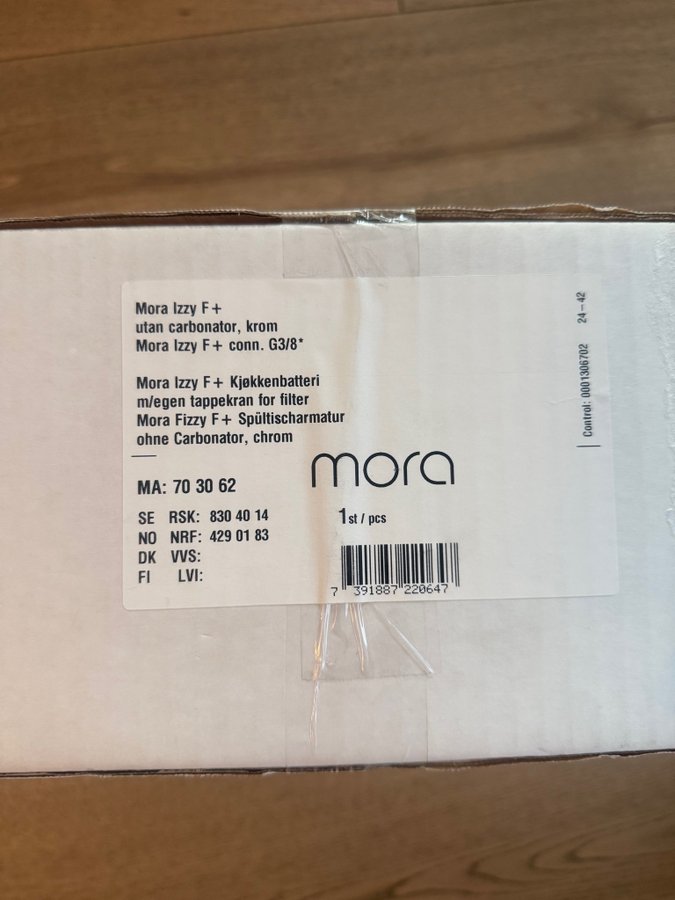 Mora Izzy F+
utan carbonator, krom
Mora Izzy F+ conn. G3/8*
Mora Izzy F+ Kjøkkenbatteri
m/egen tappekran for filter
Mora Fizzy F+ Spültischarmatur
ohne Carbonator, chrom
MA: 70 30 62
mora
SE RSK: 830 40 14
NO NRF: 429 01 83
DK VVS:
FI LVI:
1 st / pcs
7 391887 220647
Control: 0001306702 24-42